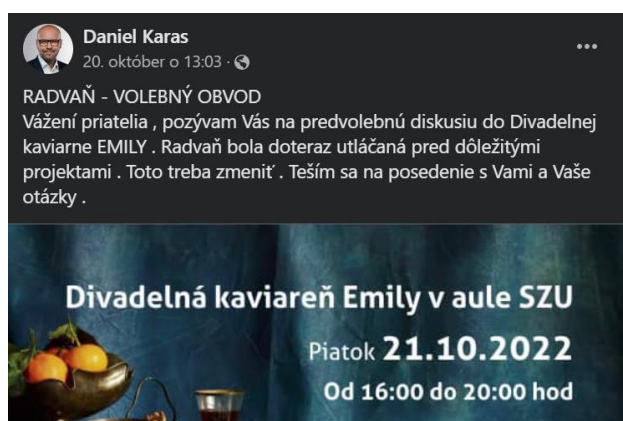 Daniel Karas
20. október o 13:03 ·
RADVAŇ - VOLEBNÝ OBVOD
Vážení priatelia , pozývam Vás na predvolebnú diskusiu do Divadelnej
kaviarne EMILY . Radvaň bola doteraz utláčaná pred dôležitými
projektami . Toto treba zmeniť . Teším sa na posedenie s Vami a Vaše
otázky .
Divadelná kaviareň Emily v aule SZU
Piatok 21.10.2022
Od 16:00 do 20:00 hod